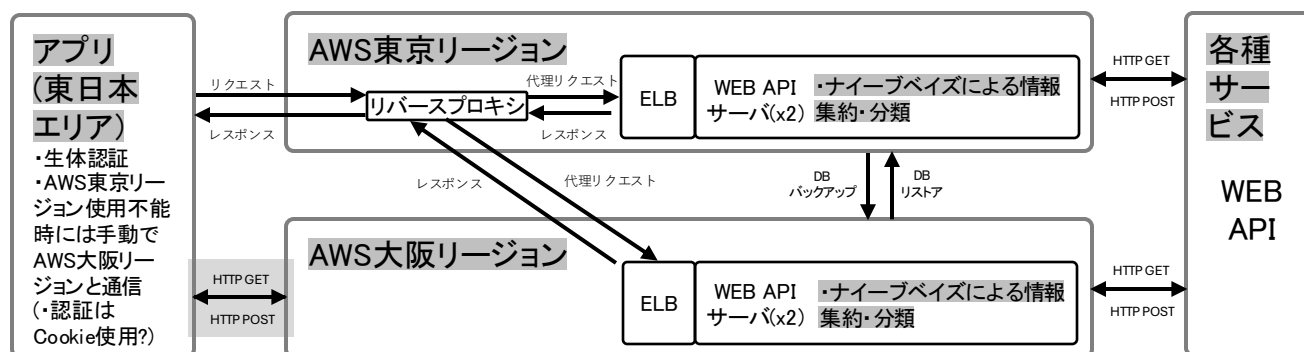 アプリ
(東日本
エリア)
・生体認証
・AWS東京リー
ジョン使用不能
時には手動で
AWS大阪リー
ジョンと通信
(・認証は
Cookie使用?)
リクエスト
レスポンス
HTTP GET
HTTP POST
AWS東京リージョン
リバースプロキシ
代理リクエスト
レスポンス
ELB
WEB API
サーバ(x2)
・ナイーブベイズによる情報
集約・分類
レスポンス
代理リクエスト
DB
バックアップ
DB
リストア
AWS大阪リージョン
ELB
WEB API
サーバ(x2)
・ナイーブベイズによる情報
集約・分類
HTTP GET
HTTP POST
HTTP GET
HTTP POST
各種
サー
ビス
WEB
API